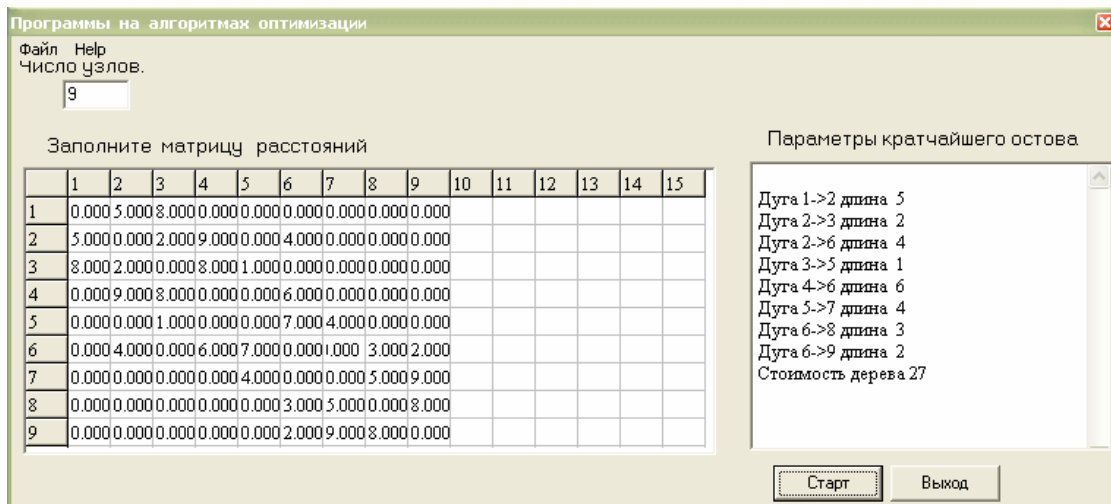 Программы на алгоритмах оптимизации
Файл Help
Число узлов.
9
Заполните матрицу расстояний
1 2 3 4 5 6 7 8 9 10 11 12 13 14 15
1 0.000 5.000 8.000 0.000 0.000 0.000 0.000 0.000 0.000
2 5.000 0.000 2.000 9.000 0.000 4.000 0.000 0.000 0.000
3 8.000 2.000 0.000 8.000 1.000 0.000 0.000 0.000 0.000
4 0.000 9.000 8.000 0.000 0.000 6.000 0.000 0.000 0.000
5 0.000 0.000 1.000 0.000 0.000 7.000 4.000 0.000 0.000
6 0.000 4.000 0.000 6.000 7.000 0.000 3.000 2.000
7 0.000 0.000 0.000 0.000 4.000 0.000 0.000 5.000 9.000
8 0.000 0.000 0.000 0.000 0.000 3.000 5.000 0.000 8.000
9 0.000 0.000 0.000 0.000 0.000 2.000 9.000 8.000 0.000
Параметры кратчайшего остова
Дуга 1->2 длина 5
Дуга 2->3 длина 2
Дуга 2->6 длина 4
Дуга 3->5 длина 1
Дуга 4->6 длина 6
Дуга 5->7 длина 4
Дуга 6->8 длина 3
Дуга 6->9 длина 2
Стоимость дерева 27
Старт Выход